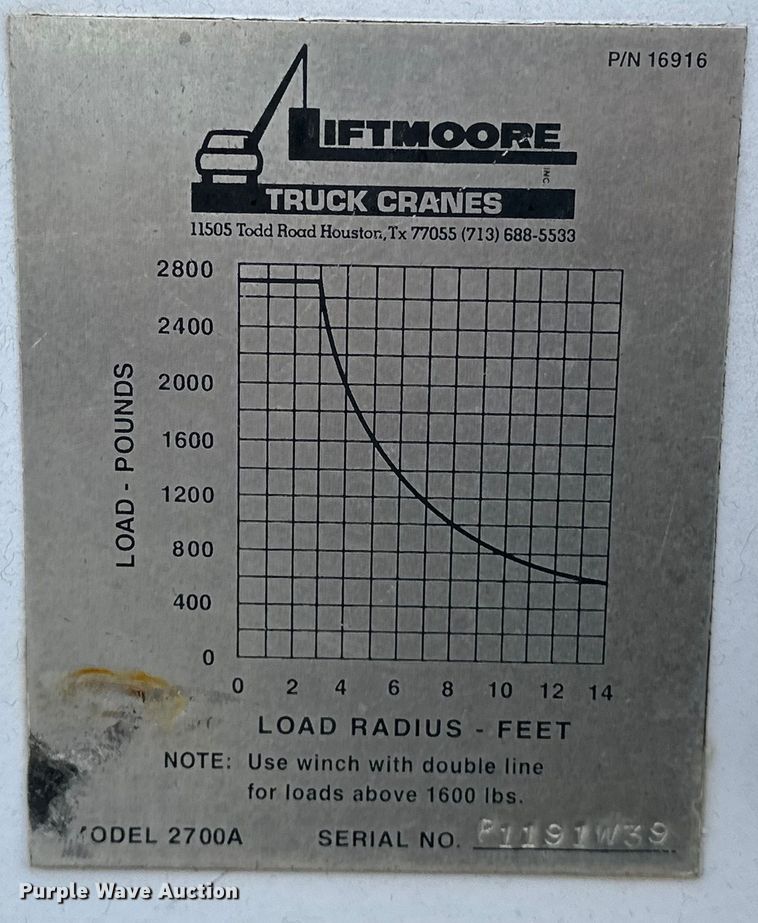 P/N 16916
LIFTMOORE
INC
TRUCK CRANES
11505 Todd Road Houston, Tx 77055 (713) 688-5533
2800
2400
2000
1600
1200
800
400
0
LOAD - POUNDS
0 2 4 6 8 10 12 14
LOAD RADIUS - FEET
NOTE: Use winch with double line
for loads above 1600 lbs.
MODEL 2700A SERIAL NO. P1191W39
Purple Wave Auction